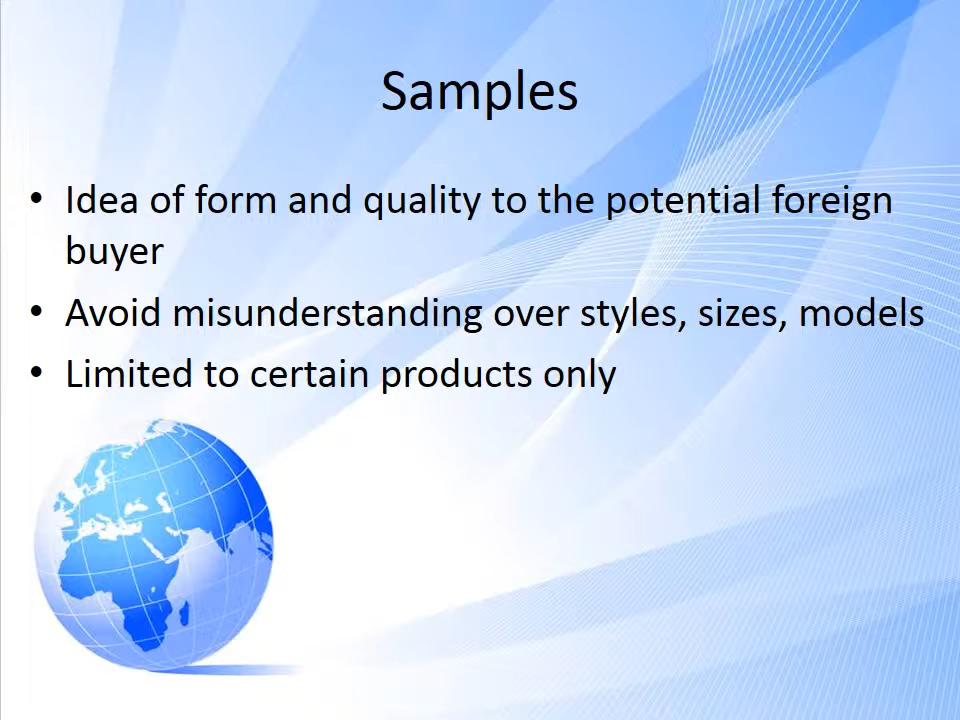 Samples
• Idea of form and quality to the potential foreign
buyer
• Avoid misunderstanding over styles, sizes, models
• Limited to certain products only